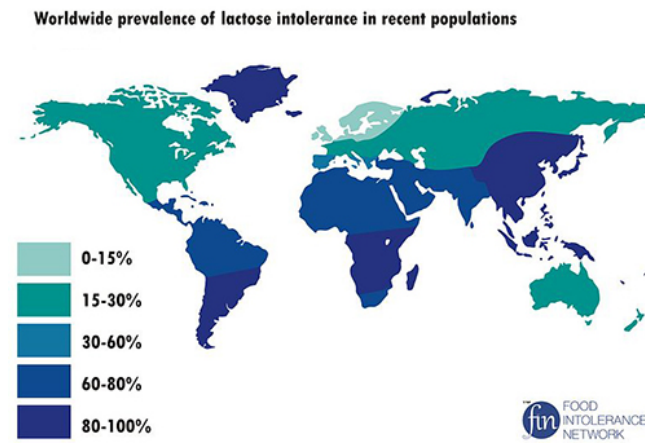 Worldwide prevalence of lactose intolerance in recent populations
0-15%
15-30%
30-60%
60-80%
80-100%
fin
FOOD
INTOLERANCE
NETWORK